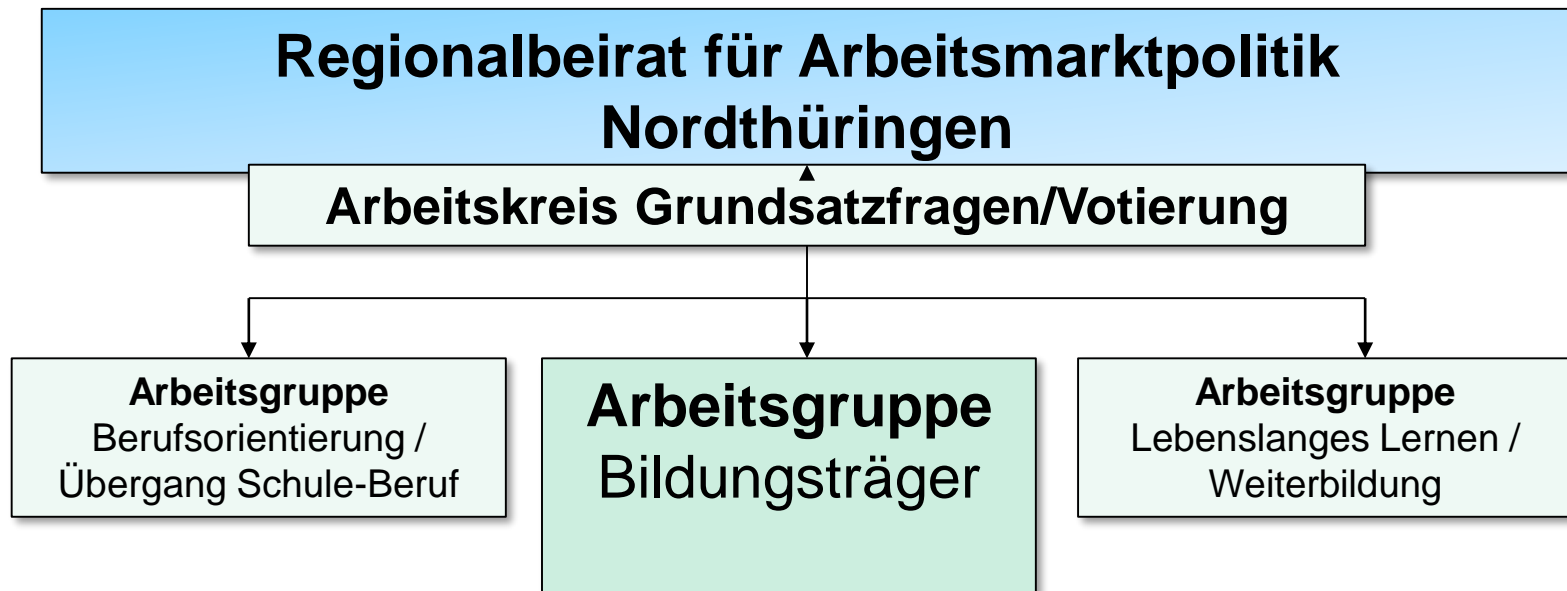 Regionalbeirat für Arbeitsmarktpolitik
Nordthüringen
Arbeitskreis Grundsatzfragen/Votierung
Arbeitsgruppe
Berufsorientierung /
Übergang Schule-Beruf
Arbeitsgruppe
Bildungsträger
Arbeitsgruppe
Lebenslanges Lernen /
Weiterbildung